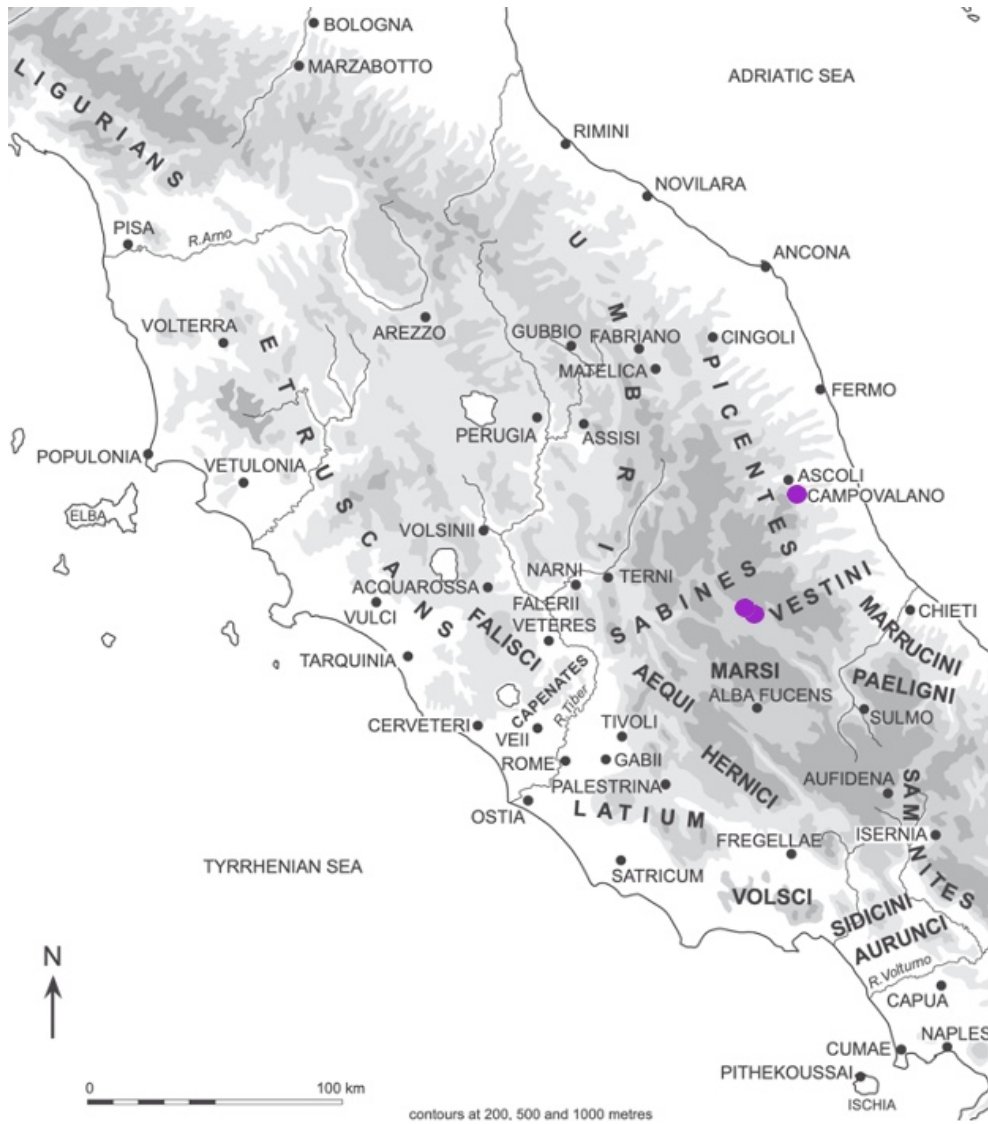 BOLOGNA
MARZABOTTO
ADRIATIC SEA
LIGURIANS
RIMINI
NOVILARA
PISA
R.Arno
UMBRI
ANCONA
VOLTERRA
ETRUSCANS
AREZZO
GUBBIO
FABRIANO
CINGOLI
MATELICA
PICENTES
FERMO
PERUGIA
ASSISI
POPULONIA
VETULONIA
ASCOLI
CAMPOVALANO
ELBA
VOLSINII
NARNI
TERNI
SABINES
VESTINI
ACQUAROSSA
FALERII
VETERES
VULCI
FALISCI
MARRUCINI
CHIETI
TARQUINIA
CAPENATES
R.Tiber
AEQUI
MARSI
ALBA FUCENS
PAELIGNI
SULMO
CERVETERI
VEII
TIVOLI
ROME
GABII
HERNICI
AUFIDENA
SAMNITES
PALESTRINA
OSTIA
LATIUM
FREGELLAE
ISERNIA
TYRRHENIAN SEA
SATRICUM
VOLSCI
SIDICINI
AURUNCI
N
R.Volturno
CAPUA
CUMAE
NAPLES
PITHEKOUSSAI
ISCHIA
0 100 km
contours at 200, 500 and 1000 metres